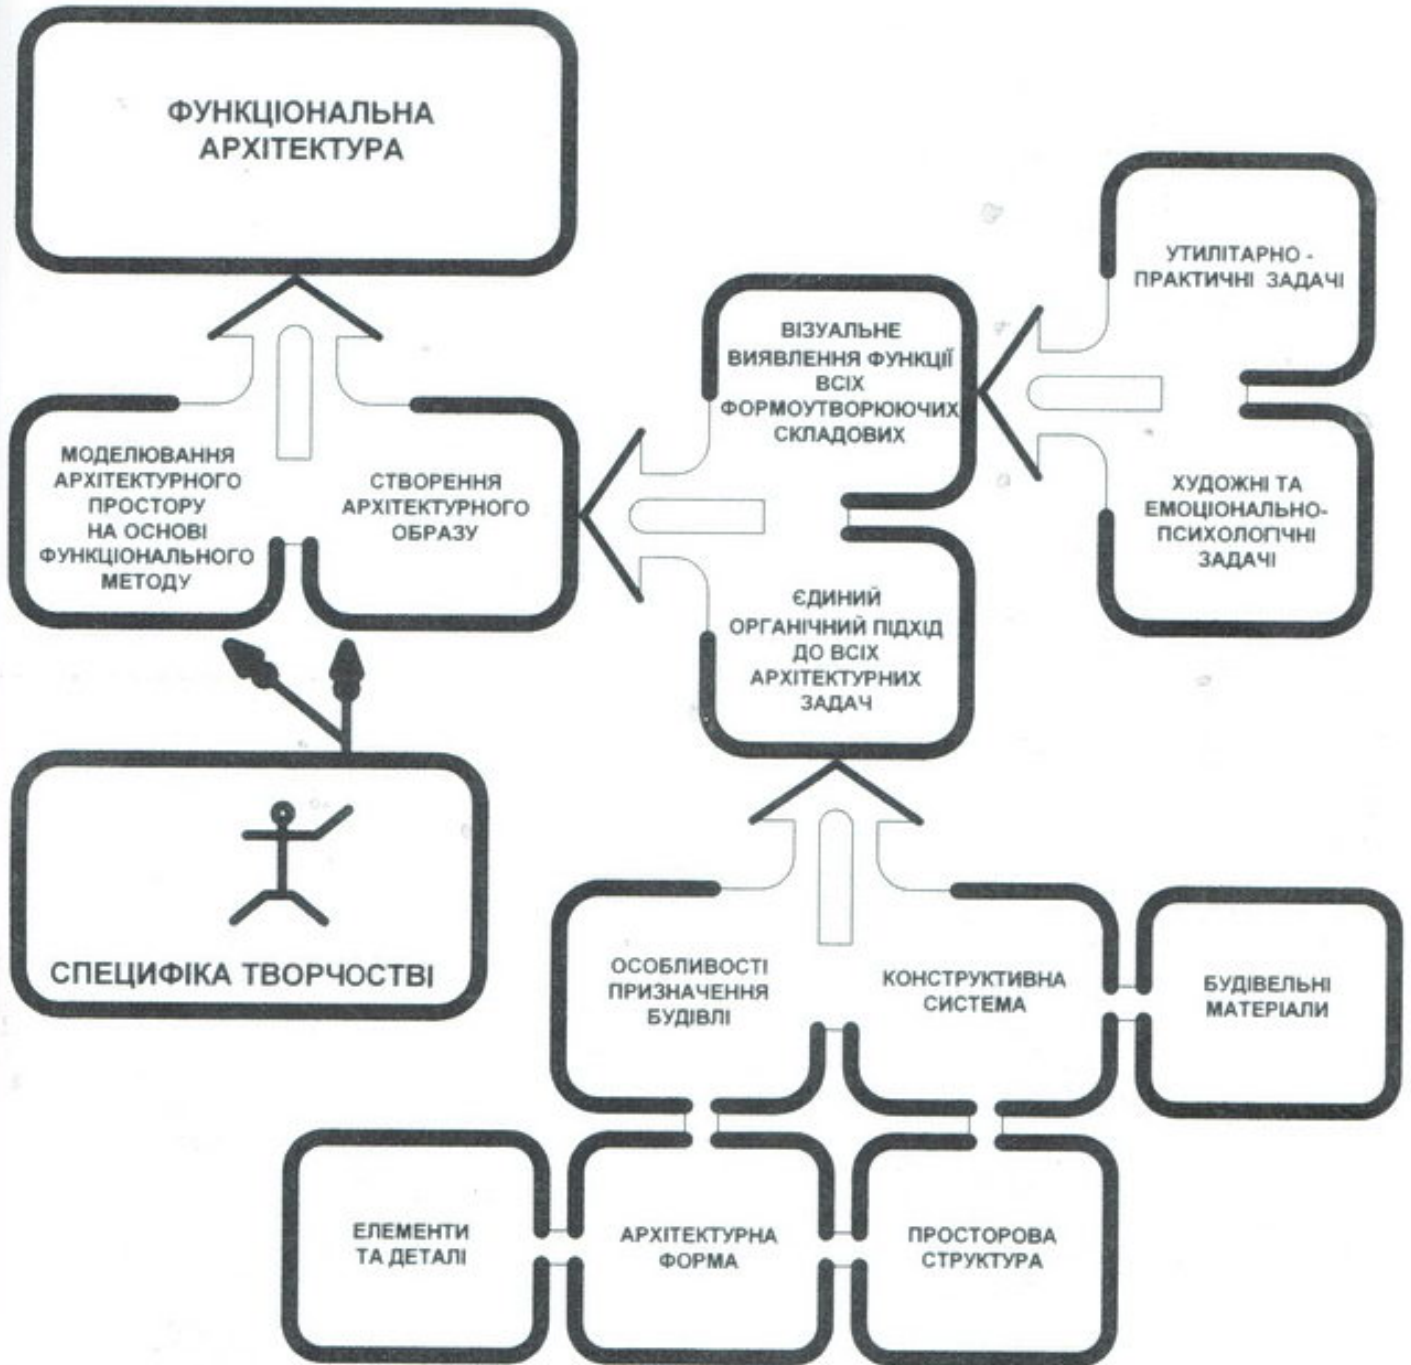 ФУНКЦІОНАЛЬНА
АРХІТЕКТУРА
УТИЛІТАРНО -
ПРАКТИЧНІ ЗАДАЧІ
ВІЗУАЛЬНЕ
ВИЯВЛЕННЯ ФУНКЦІЇ
ВСІХ
ФОРМОУТВОРЮЮЧИХ
СКЛАДОВИХ
МОДЕЛЮВАННЯ
АРХІТЕКТУРНОГО
ПРОСТОРУ
НА ОСНОВІ
ФУНКЦІОНАЛЬНОГО
МЕТОДУ
СТВОРЕННЯ
АРХІТЕКТУРНОГО
ОБРАЗУ
ХУДОЖНІ ТА
ЕМОЦІОНАЛЬНО-
ПСИХОЛОГІЧНІ
ЗАДАЧІ
ЄДИНИЙ
ОРГАНІЧНИЙ ПІДХІД
ДО ВСІХ
АРХІТЕКТУРНИХ
ЗАДАЧ
СПЕЦИФІКА ТВОРЧОСТВІ
ОСОБЛИВОСТІ
ПРИЗНАЧЕННЯ
БУДІВЛІ
КОНСТРУКТИВНА
СИСТЕМА
БУДІВЕЛЬНІ
МАТЕРІАЛИ
ЕЛЕМЕНТИ
ТА ДЕТАЛІ
АРХІТЕКТУРНА
ФОРМА
ПРОСТОРОВА
СТРУКТУРА